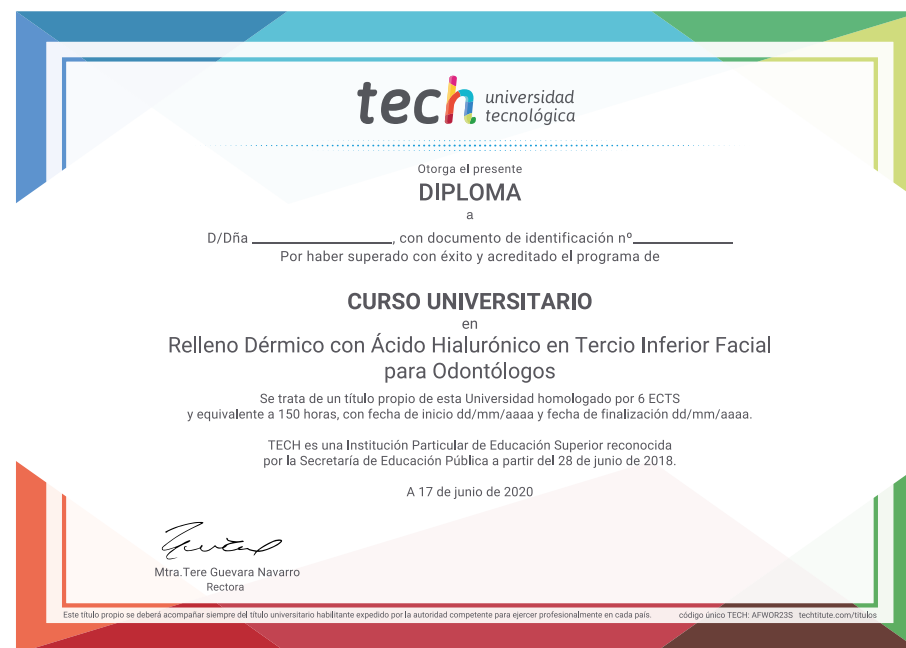 tech universidad
tecnológica
Otorga el presente
DIPLOMA
a
D/Dña ____________________, con documento de identificación nº______________
Por haber superado con éxito y acreditado el programa de
CURSO UNIVERSITARIO
en
Relleno Dérmico con Ácido Hialurónico en Tercio Inferior Facial
para Odontólogos
Se trata de un título propio de esta Universidad homologado por 6 ECTS
y equivalente a 150 horas, con fecha de inicio dd/mm/aaaa y fecha de finalización dd/mm/aaaa.
TECH es una Institución Particular de Educación Superior reconocida
por la Secretaría de Educación Pública a partir del 28 de junio de 2018.
A 17 de junio de 2020
Mtra.Tere Guevara Navarro
Rectora
Este título propio se deberá acompañar siempre del título universitario habilitante expedido por la autoridad competente para ejercer profesionalmente en cada país. código único TECH: AFWOR23S techtitute.com/titulos